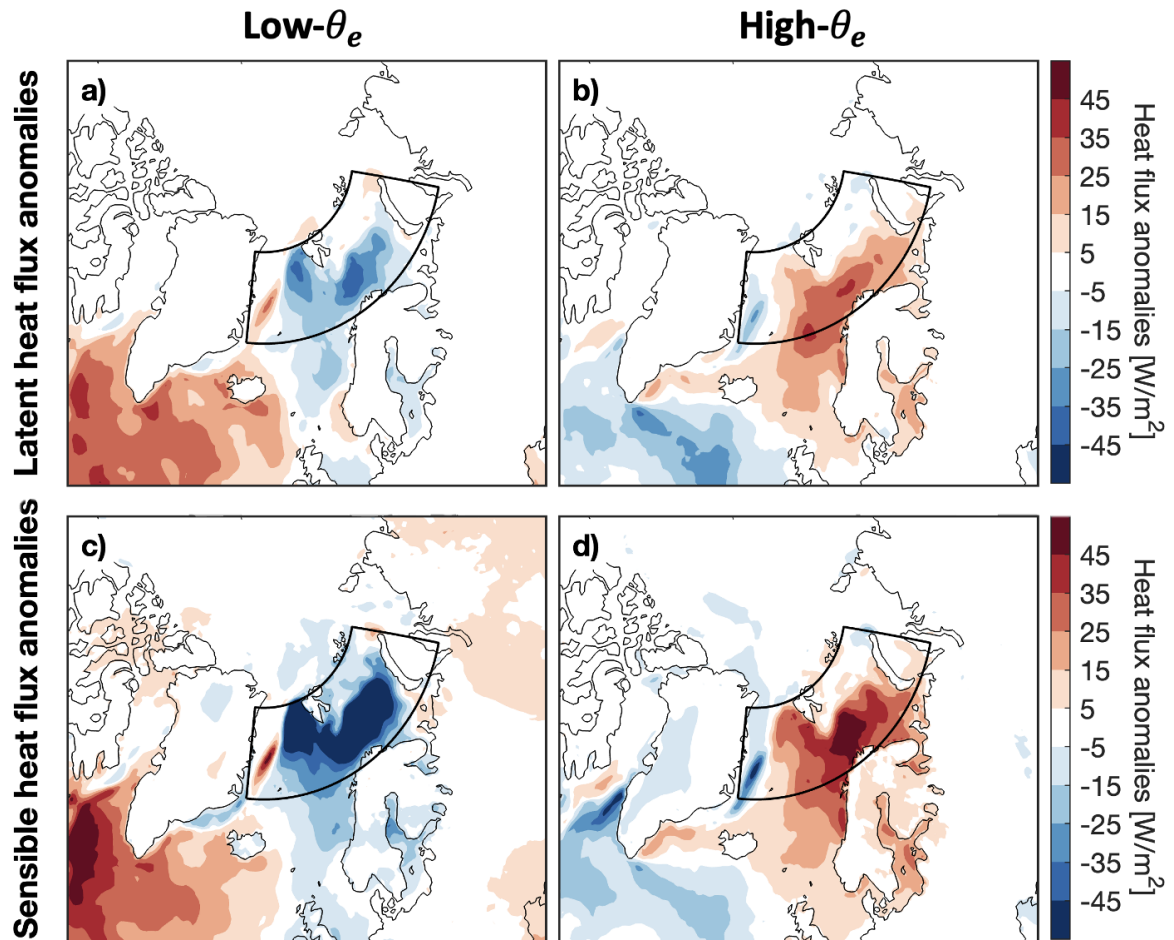 Low-θₑ
High-θₑ
Latent heat flux anomalies
a)
b)
45
35
25
15
5
-5
-15
-25
-35
-45
Heat flux anomalies [W/m²]
Sensible heat flux anomalies
c)
d)
45
35
25
15
5
-5
-15
-25
-35
-45
Heat flux anomalies [W/m²]